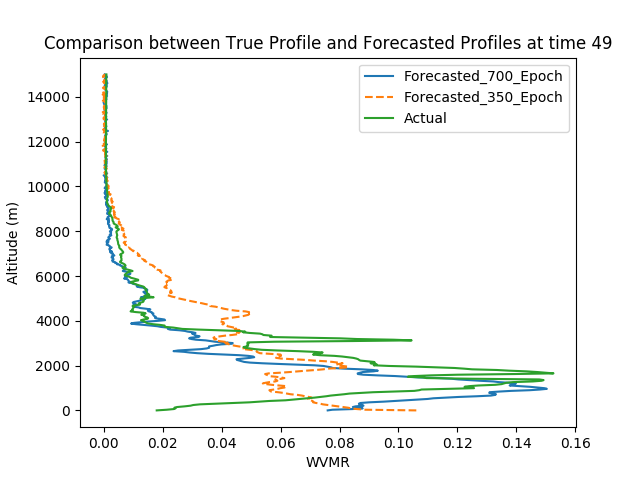 Comparison between True Profile and Forecasted Profiles at time 49
Forecasted_700_Epoch
Forecasted_350_Epoch
Actual
14000
12000
10000
8000
6000
4000
2000
0
Altitude (m)
0.00 0.02 0.04 0.06 0.08 0.10 0.12 0.14 0.16
WVMR